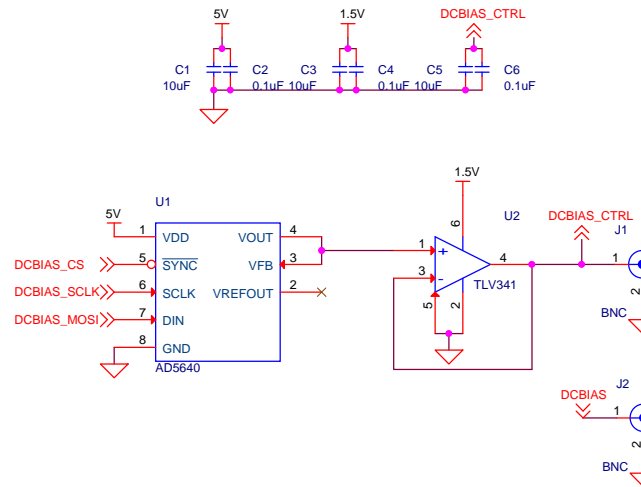 5V 1.5V DCBIAS_CTRL
C1 C2 C3 C4 C5 C6
10uF 0.1uF 10uF 0.1uF 10uF 0.1uF
U1 1.5V
5V U2 DCBIAS_CTRL
1 VDD VOUT 4 6 J1
DCBIAS_CS 5 SYNC VFB 3 1 + 4 1
DCBIAS_SCLK 6 SCLK VREFOUT 2 3 - TLV341 2
DCBIAS_MOSI 7 DIN 5 2 BNC
8 GND
AD5640
J2
DCBIAS 1
2
BNC